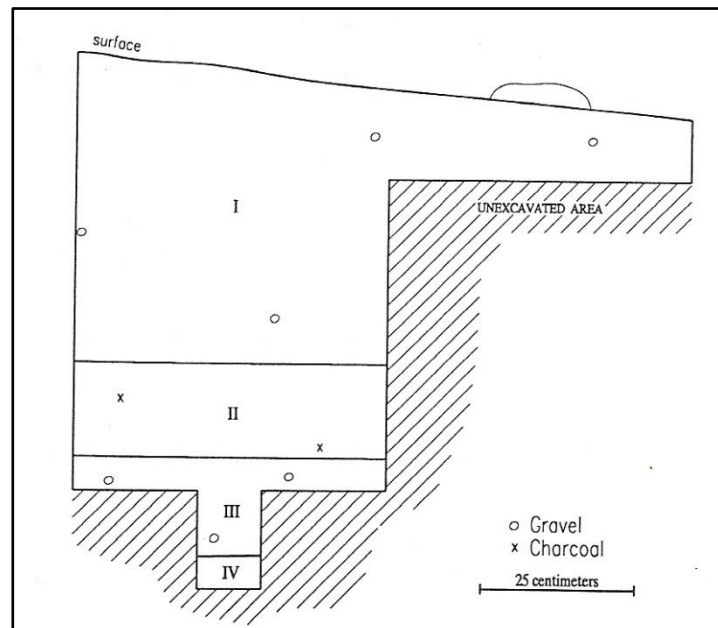 surface
I
UNEXCAVATED AREA
II
III
IV
o Gravel
x Charcoal
25 centimeters